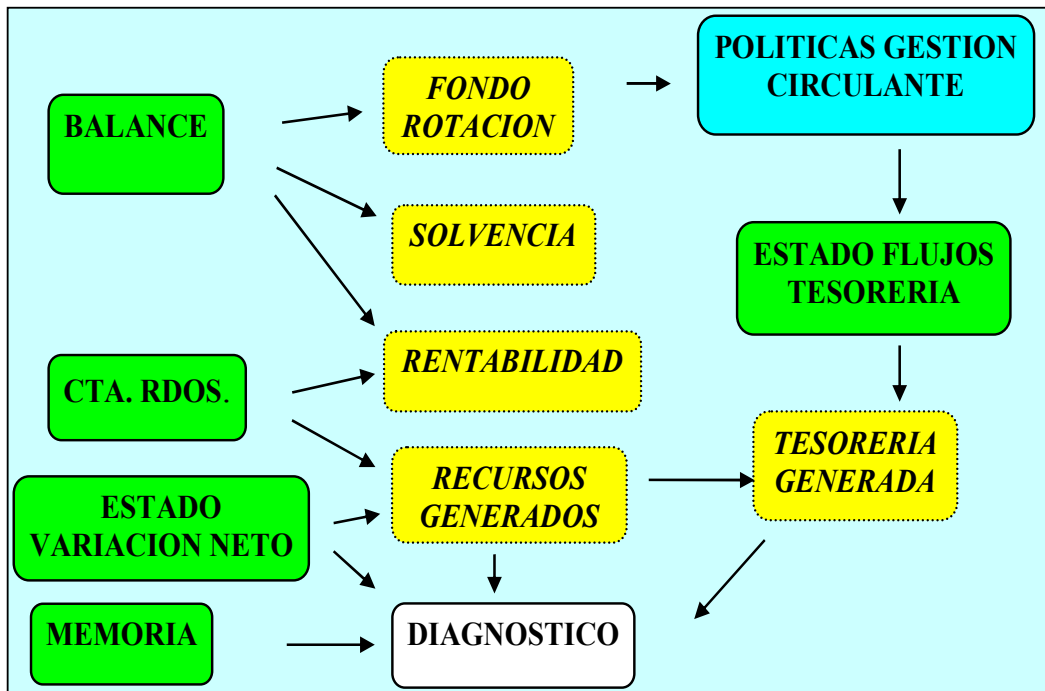 POLITICAS GESTION
CIRCULANTE
FONDO
ROTACION
BALANCE
SOLVENCIA
ESTADO FLUJOS
TESORERIA
RENTABILIDAD
CTA. RDOS.
TESORERIA
GENERADA
RECURSOS
GENERADOS
ESTADO
VARIACION NETO
MEMORIA
DIAGNOSTICO